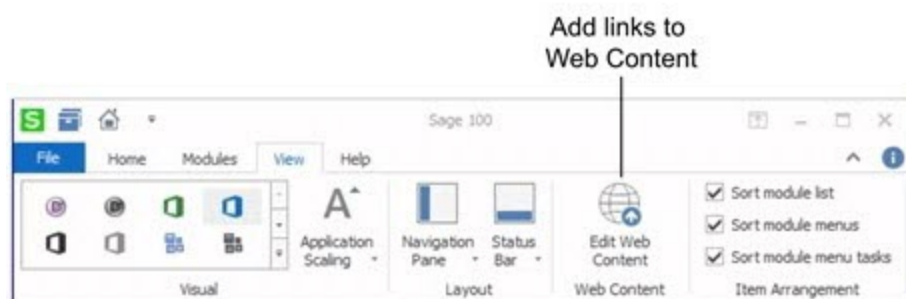 Add links to
Web Content
S
Sage 100
File Home Modules View Help
Application Scaling
Navigation Pane
Status Bar
Edit Web Content
Sort module list
Sort module menus
Sort module menu tasks
Visual Layout Web Content Item Arrangement